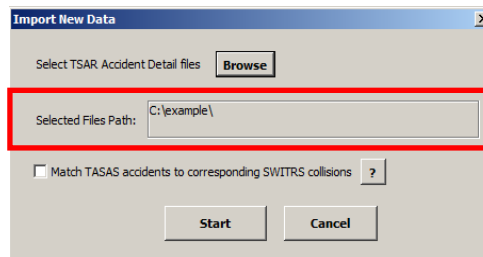 Import New Data
X
Select TSAR Accident Detail files Browse
Selected Files Path: C:\example\
Match TASAS accidents to corresponding SWITRS collisions ?
Start Cancel